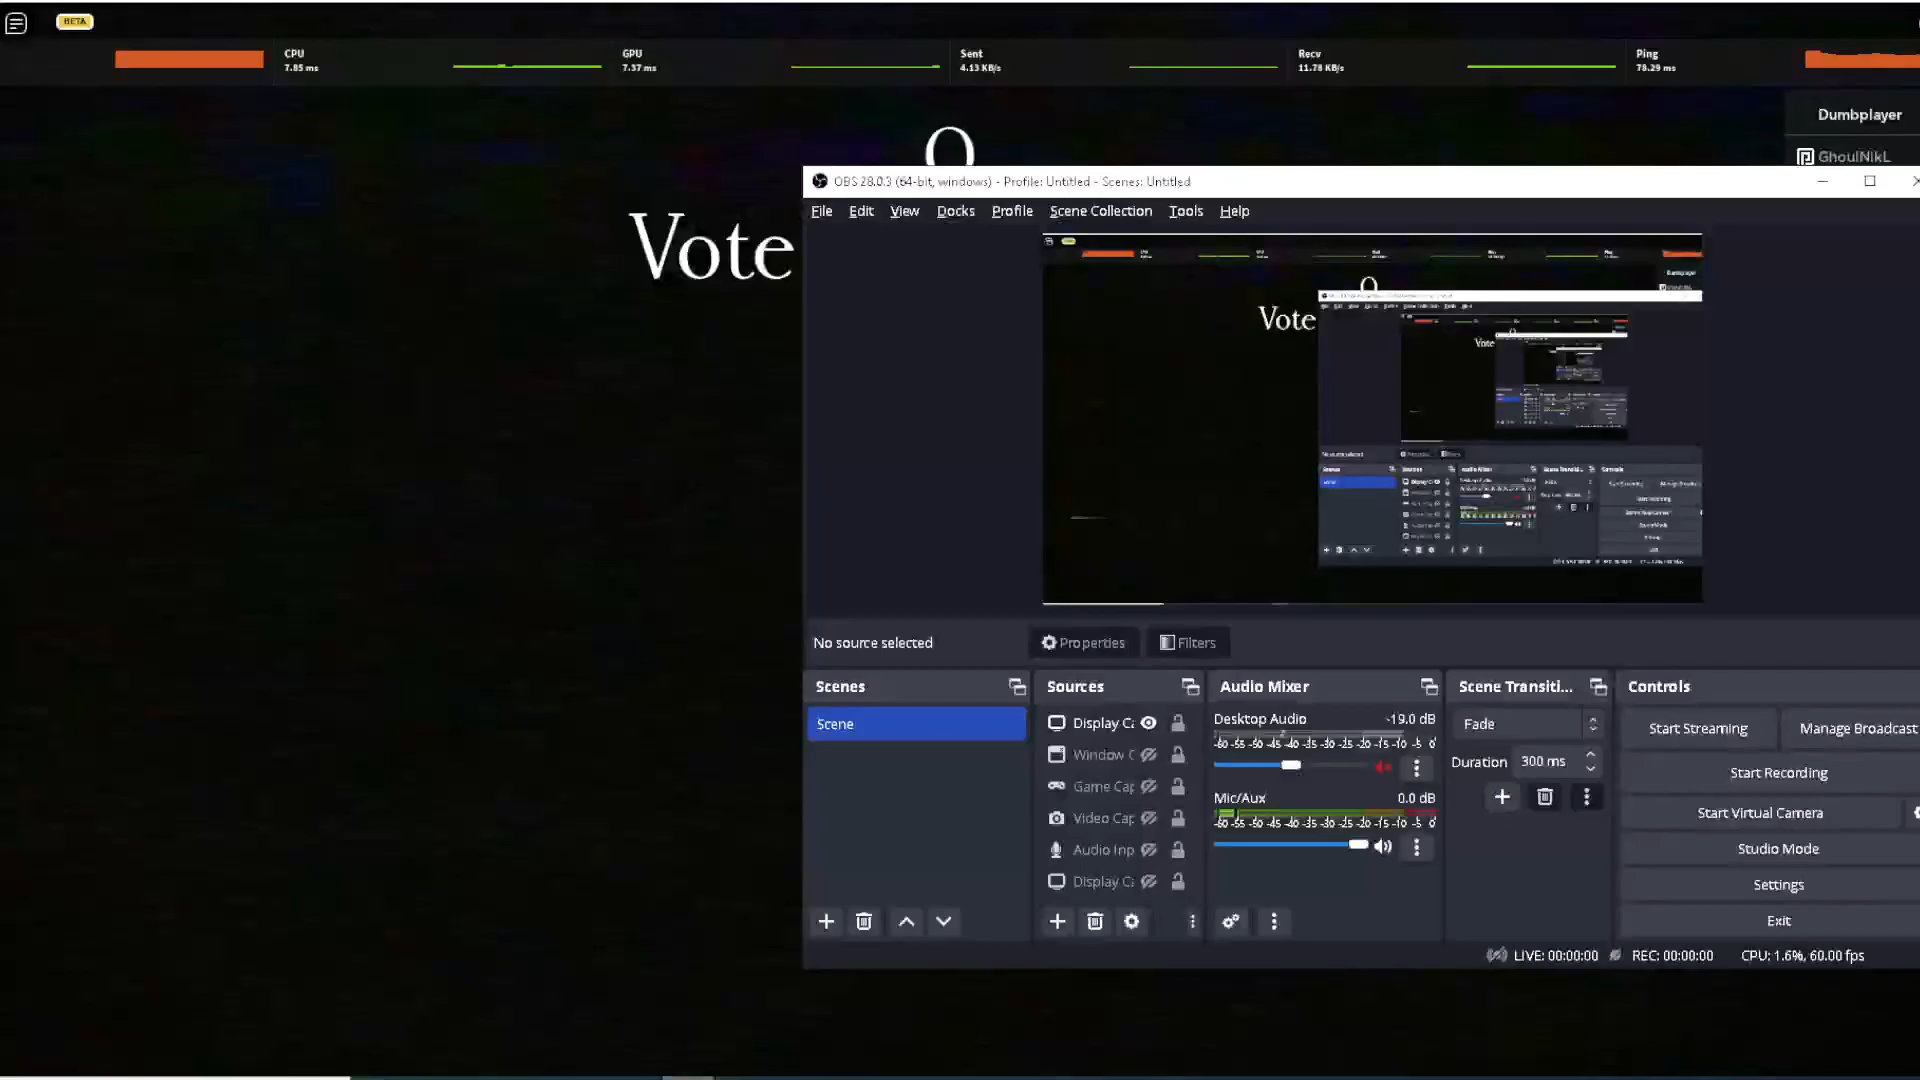 BETA
CPU
7.85 ms
GPU
7.37 ms
Sent
4.13 KB/s
Recv
11.78 KB/s
Ping
78.29 ms
Dumbplayer
GhoulNikL
Vote
OBS 28.0.3 (64-bit, windows) - Profile: Untitled - Scenes: Untitled
File Edit View Docks Profile Scene Collection Tools Help
Vote
Vote
No source selected
Properties
Filters
Scenes
Scene
Sources
Display Ca
Window C
Game Cap
Video Cap
Audio Inp
Display Ca
Audio Mixer
Desktop Audio -19.0 dB
-60 -55 -50 -45 -40 -35 -30 -25 -20 -15 -10 -5 0
Mic/Aux 0.0 dB
-60 -55 -50 -45 -40 -35 -30 -25 -20 -15 -10 -5 0
Scene Transiti...
Fade
Duration 300 ms
Controls
Start Streaming
Manage Broadcast
Start Recording
Start Virtual Camera
Studio Mode
Settings
Exit
LIVE: 00:00:00 REC: 00:00:00 CPU: 1.6%, 60.00 fps